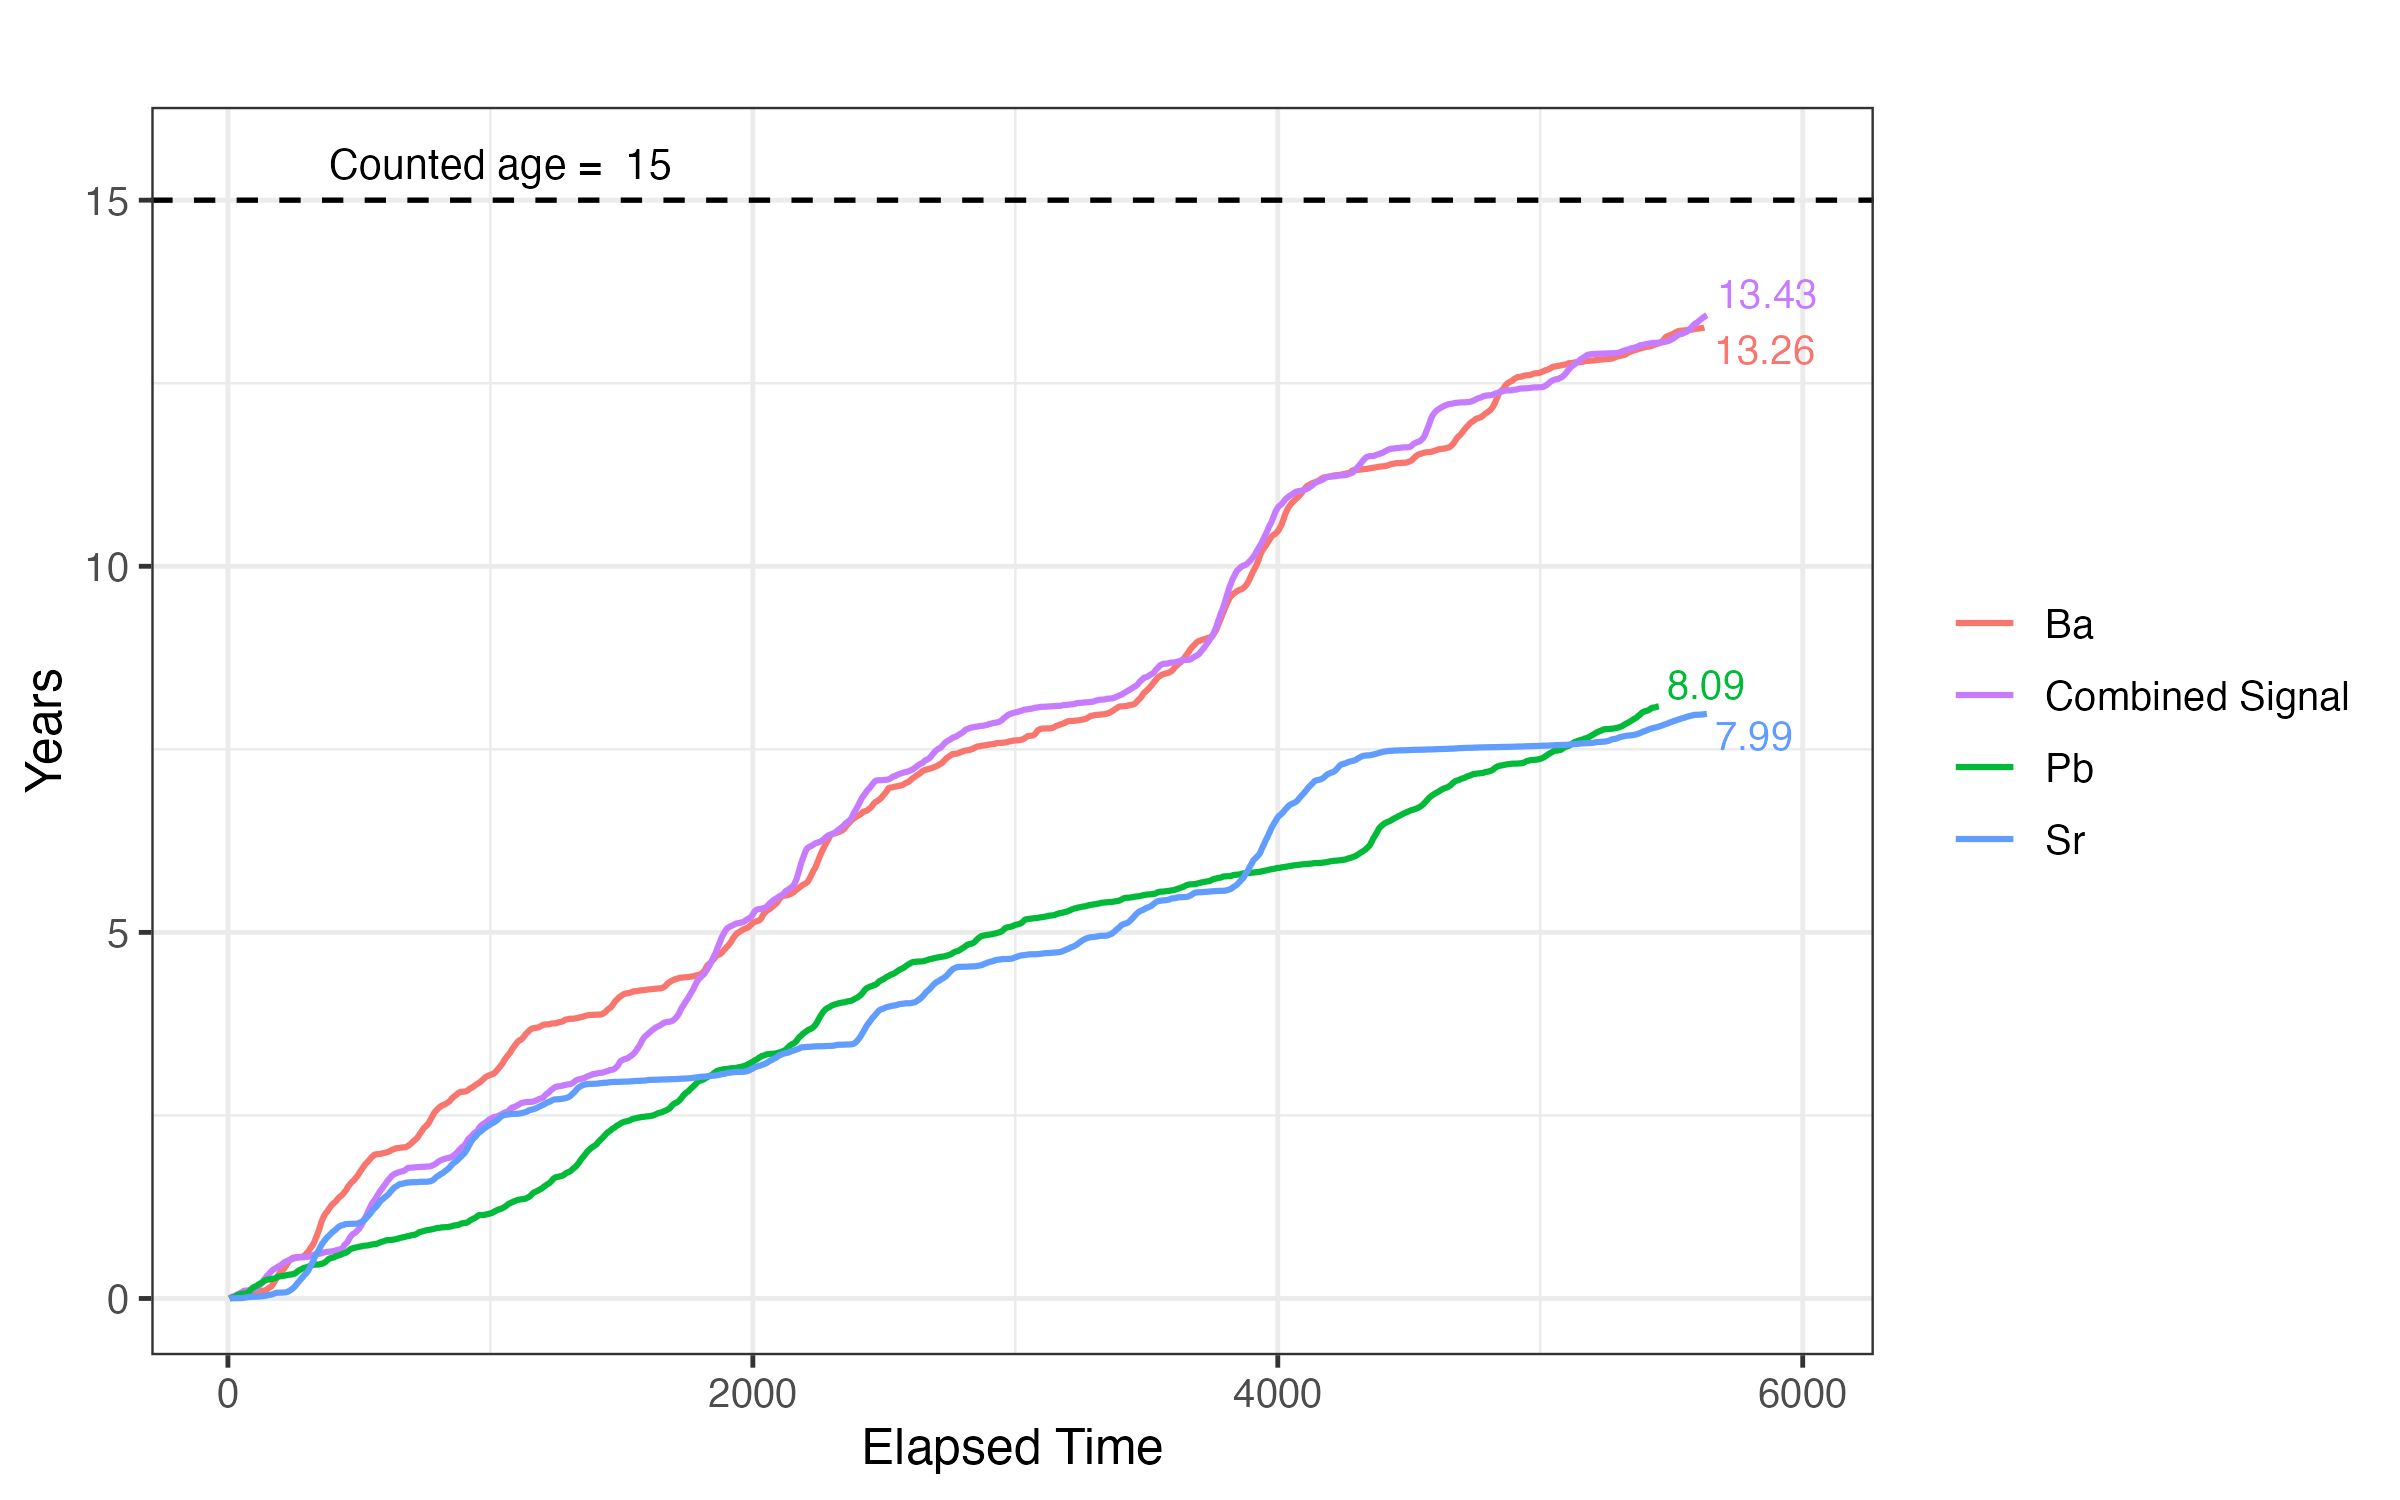 Counted age =  15
15
10
5
0
Years
13.43
13.26
8.09
7.99
0
2000
4000
6000
Elapsed Time
Ba
Combined Signal
Pb
Sr